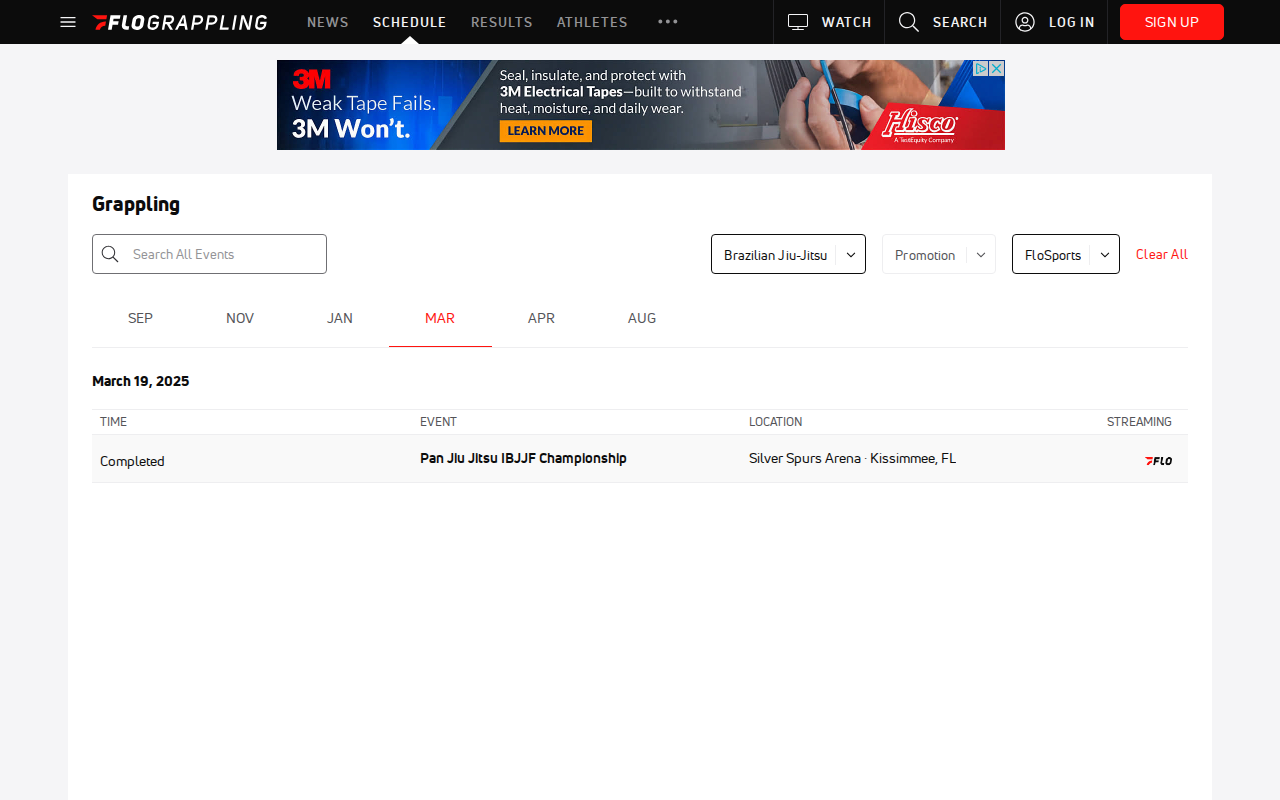 FLOGRAPPLING NEWS SCHEDULE RESULTS ATHLETES WATCH SEARCH LOG IN SIGN UP
3M
Weak Tape Fails.
3M Won't.
Seal, insulate, and protect with
3M Electrical Tapes—built to withstand
heat, moisture, and daily wear.
LEARN MORE
Hisco
A TestEquity Company
Grappling
Search All Events Brazilian Jiu-Jitsu Promotion FloSports Clear All
SEP NOV JAN MAR APR AUG
March 19, 2025
TIME EVENT LOCATION STREAMING
Completed Pan Jiu Jitsu IBJJF Championship Silver Spurs Arena · Kissimmee, FL FLO